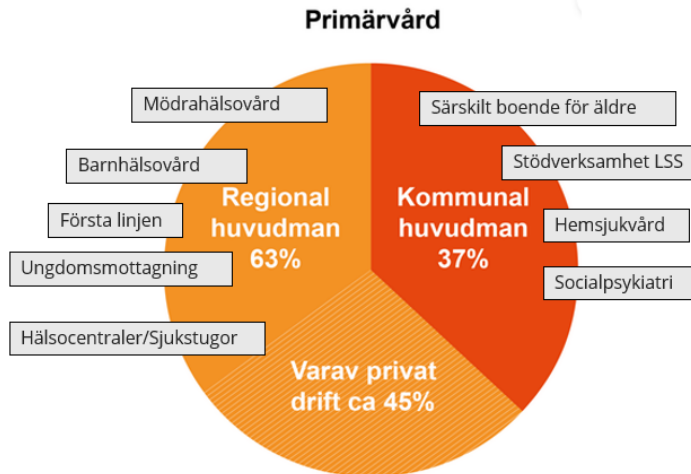 Primärvård
Mödrahälsovård
Särskilt boende för äldre
Barnhälsovård
Stödverksamhet LSS
Regional
huvudman
63%
Kommunal
huvudman
37%
Första linjen
Hemsjukvård
Ungdomsmottagning
Socialpsykiatri
Hälsocentraler/Sjukstugor
Varav privat
drift ca 45%